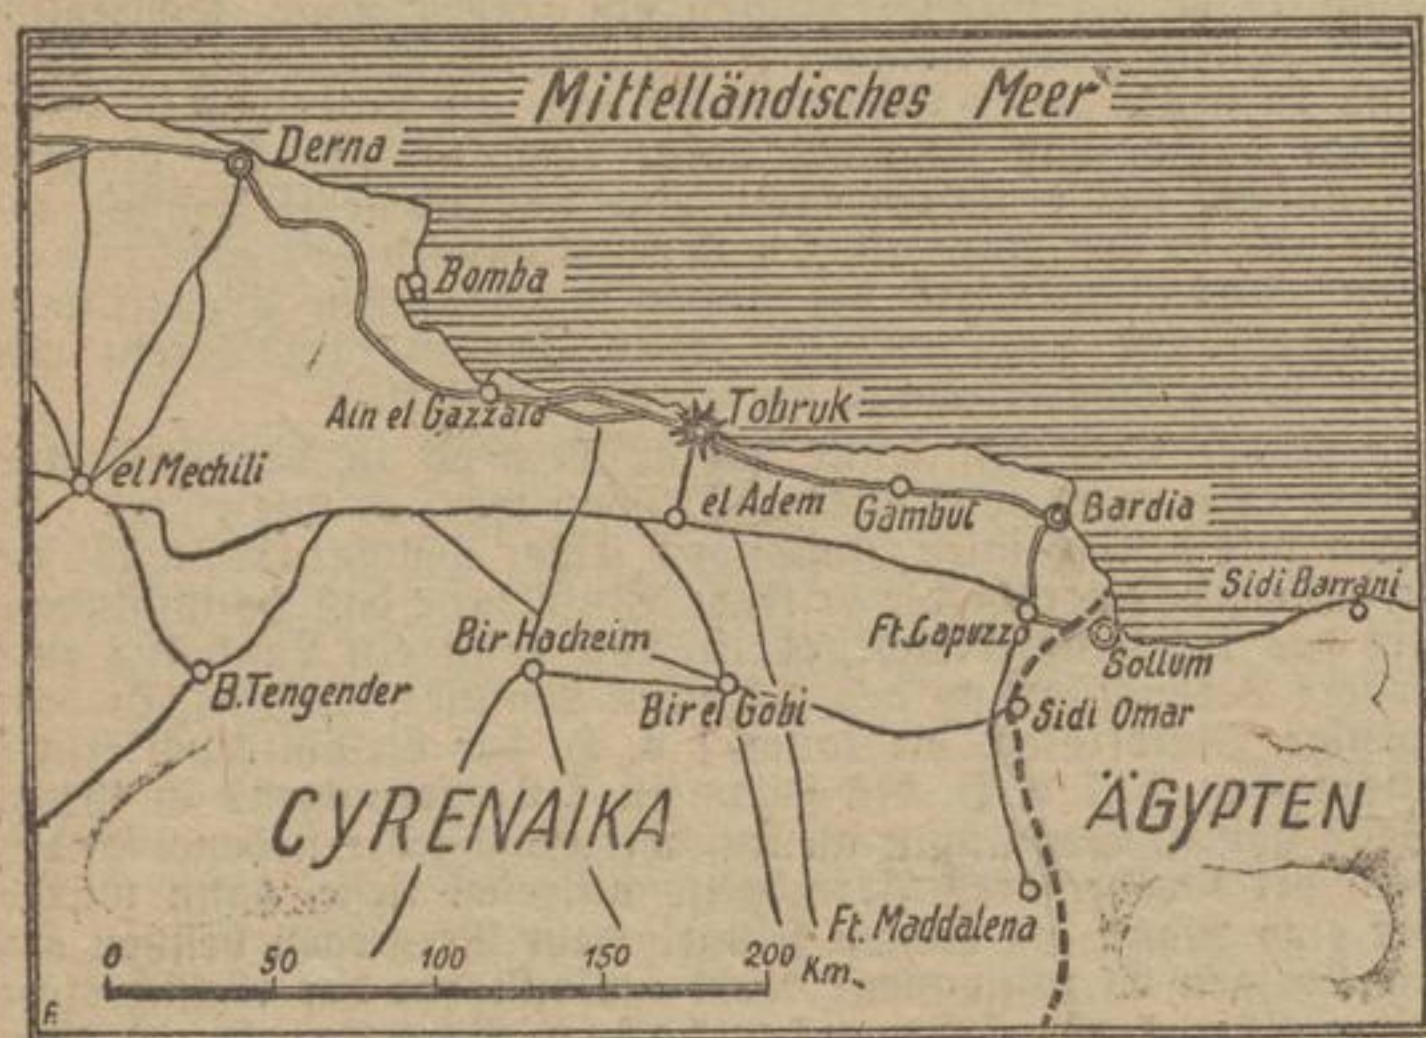 Mittelländisches Meer
Derna
Bomba
Ain el Gazzala
Tobruk
el Mechili
el Adem
Gambut
Bardia
Sidi Barrani
Ft. Capuzzo
Sollum
Bir Hacheim
B. Tengender
Bir el Gobi
Sidi Omar
CYRENAIKA
ÄGYPTEN
Ft. Maddalena
0 50 100 150 200 Km.
F.